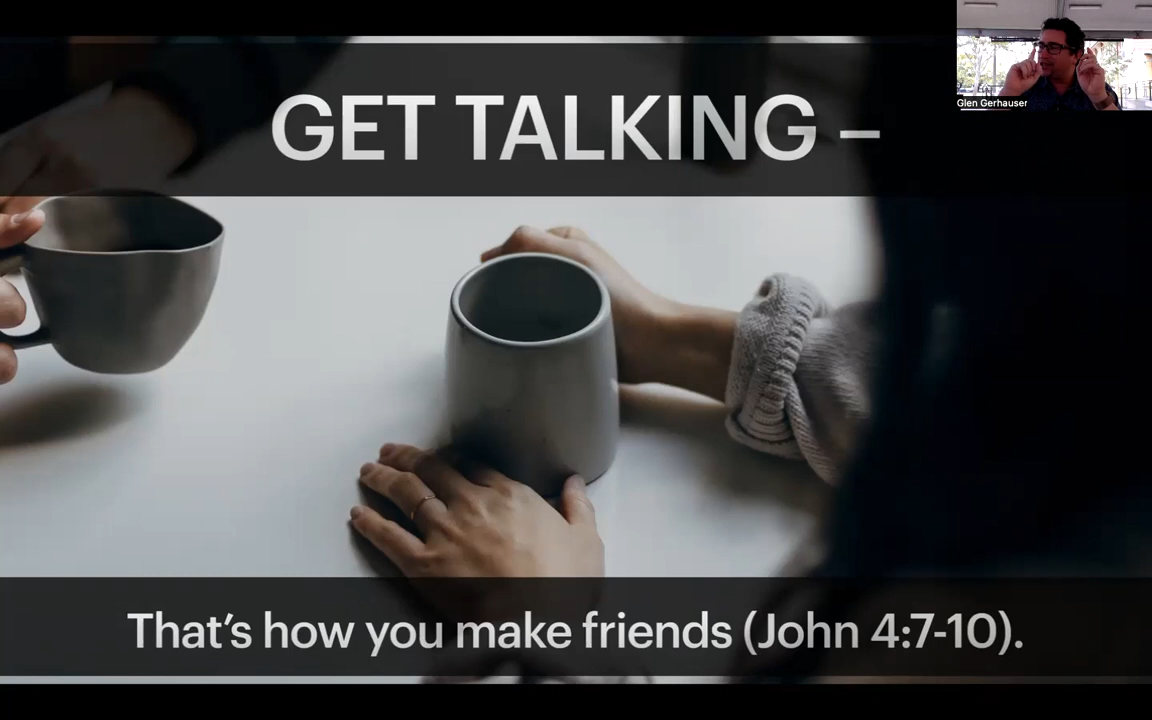 GET TALKING –
Glen Gerhauser
That’s how you make friends (John 4:7-10).